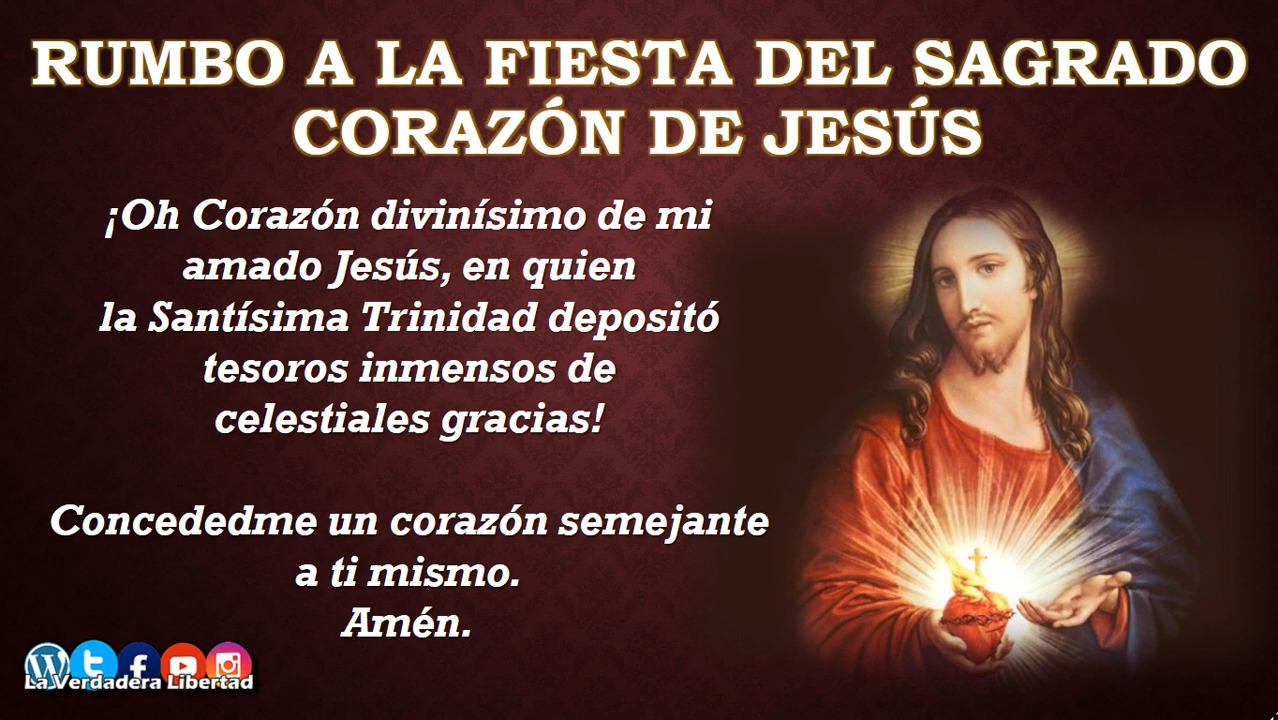 RUMBO A LA FIESTA DEL SAGRADO
CORAZÓN DE JESÚS
¡Oh Corazón divinísimo de mi
amado Jesús, en quien
la Santísima Trinidad depositó
tesoros inmensos de
celestiales gracias!
Concededme un corazón semejante
a ti mismo.
Amén.
La Verdadera Libertad